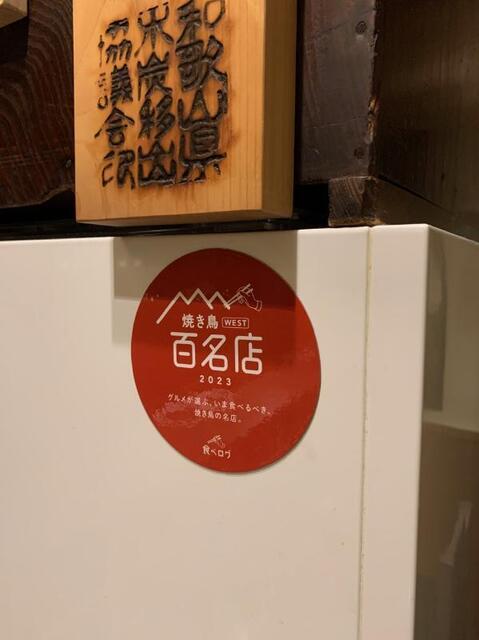 和歌山県
木炭移出
協議会沢
焼き鳥 WEST
百名店
2023
グルメが選ぶ、いま食べるべき、
焼き鳥の名店。
食べログ